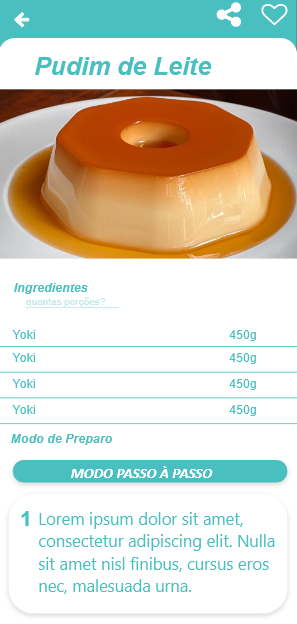 Pudim de Leite
Ingredientes
quantas porções?
Yoki 450g
Yoki 450g
Yoki 450g
Yoki 450g
Modo de Preparo
MODO PASSO À PASSO
1 Lorem ipsum dolor sit amet,
consectetur adipiscing elit. Nulla
sit amet nisl finibus, cursus eros
nec, malesuada urna.